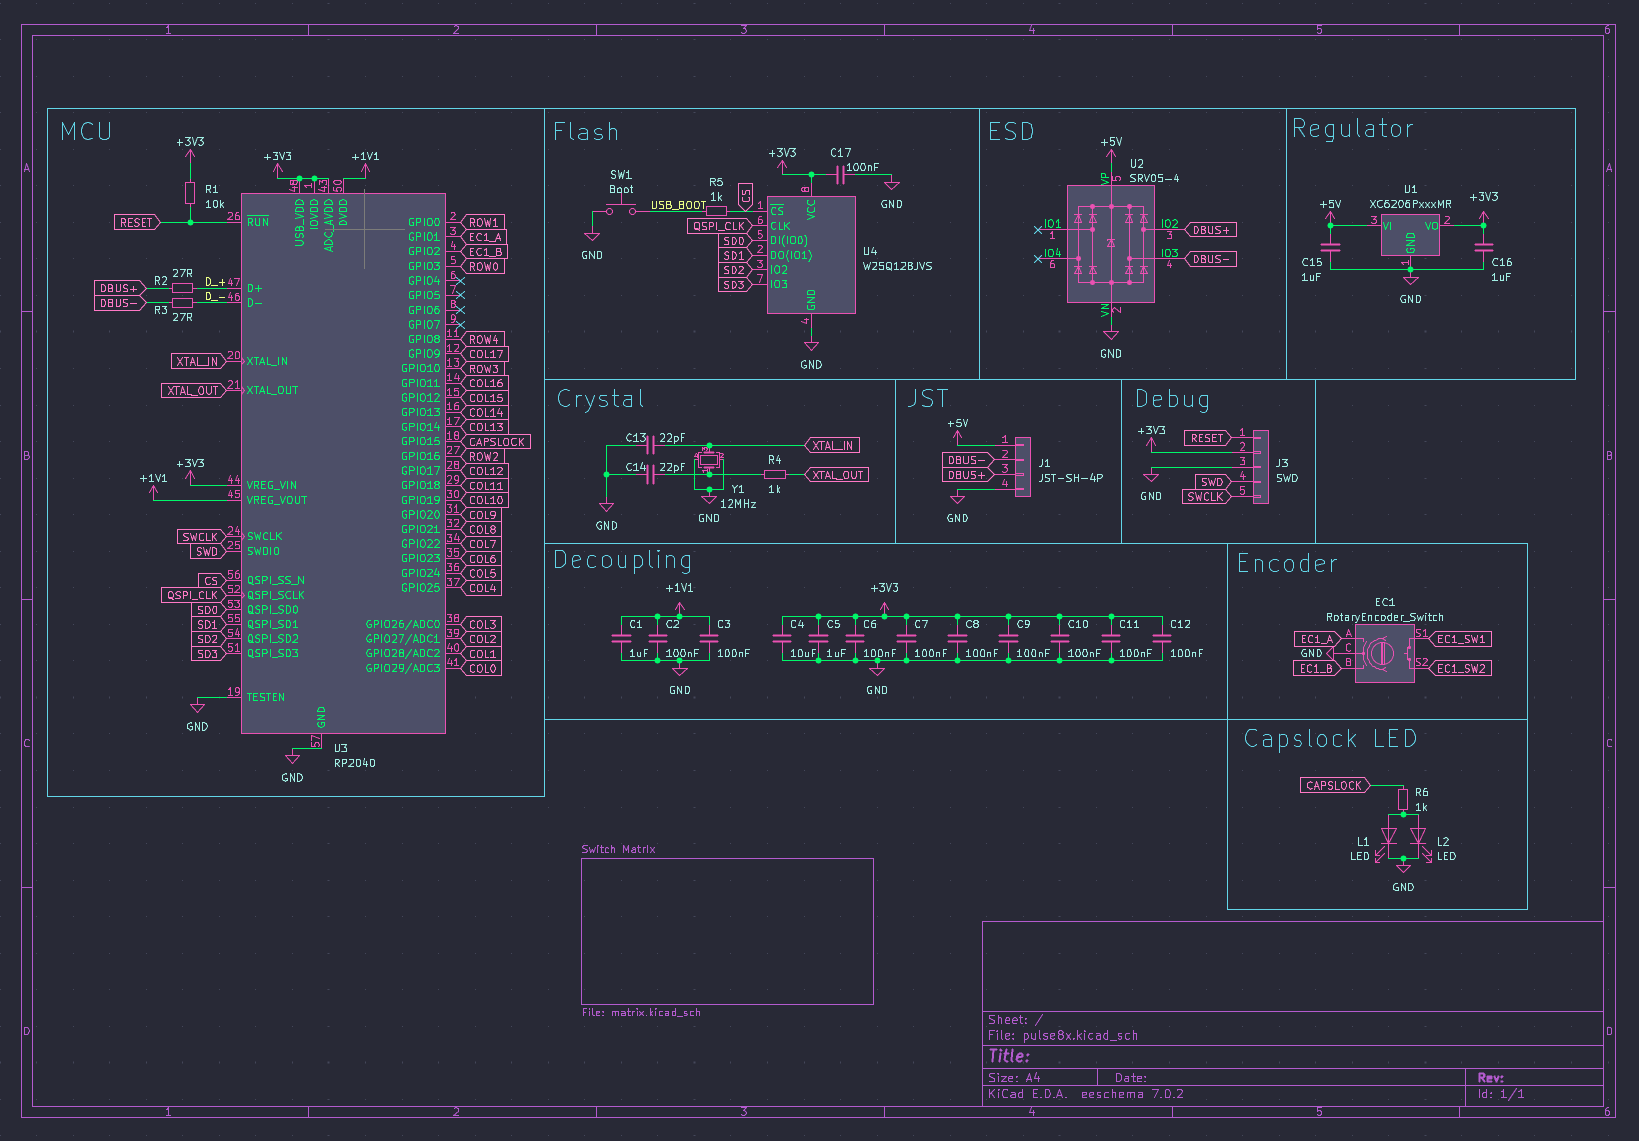 1 2 3 4 5 6
A
B
C
D
MCU
+3V3
R1
10k
RESET
26 RUN
+3V3
+1V1
48 1 43 50
USB_VDD
IOVDD
ADC_AVDD
DVDD
R2 27R
DBUS+ D_+ 47 D+
DBUS- D_- 46 D-
R3 27R
XTAL_IN 20 XTAL_IN
XTAL_OUT 21 XTAL_OUT
+3V3
+1V1
44 VREG_VIN
45 VREG_VOUT
SWCLK 24 SWCLK
SWD 25 SWDIO
CS 56 QSPI_SS_N
QSPI_CLK 52 QSPI_SCLK
SD0 53 QSPI_SD0
SD1 55 QSPI_SD1
SD2 54 QSPI_SD2
SD3 51 QSPI_SD3
19 TESTEN
GND
GND
57
GND
U3
RP2040
GPIO0 2 ROW1
GPIO1 3 EC1_A
GPIO2 4 EC1_B
GPIO3 5 ROW0
GPIO4 6
GPIO5 7
GPIO6 8
GPIO7 9
GPIO8 11 ROW4
GPIO9 12 COL17
GPIO10 13 ROW3
GPIO11 14 COL16
GPIO12 15 COL15
GPIO13 16 COL14
GPIO14 17 COL13
GPIO15 18 CAPSLOCK
GPIO16 27 ROW2
GPIO17 28 COL12
GPIO18 29 COL11
GPIO19 30 COL10
GPIO20 31 COL9
GPIO21 32 COL8
GPIO22 34 COL7
GPIO23 35 COL6
GPIO24 36 COL5
GPIO25 37 COL4
GPIO26/ADC0 38 COL3
GPIO27/ADC1 39 COL2
GPIO28/ADC2 40 COL1
GPIO29/ADC3 41 COL0
Flash
+3V3
C17
100nF
GND
SW1
Boot
USB_BOOT
R5
1k
CS
GND
8
VCC
1 CS
QSPI_CLK 6 CLK
SD0 5 DI(IO0)
SD1 2 DO(IO1)
SD2 3 IO2
SD3 7 IO3
GND
4
GND
U4
W25Q128JVS
ESD
+5V
U2
SRV05-4
VP
5
IO1 1
IO4 6
IO2 3 DBUS+
IO3 4 DBUS-
VN
2
GND
Regulator
U1
XC6206PxxxMR
+5V
+3V3
3 VI
VO 2
GND
1
C15
1uF
C16
1uF
GND
Crystal
C13 22pF
C14 22pF
XTAL_IN
R4
1k
XTAL_OUT
Y1
12MHz
GND
GND
JST
+5V
1
DBUS- 2
DBUS+ 3
4
GND
J1
JST-SH-4P
Debug
+3V3
RESET 1
2
3
SWD 4
SWCLK 5
GND
J3
SWD
Decoupling
+1V1
C1 C2 C3
1uF 100nF 100nF
GND
+3V3
C4 C5 C6 C7 C8 C9 C10 C11 C12
10uF 1uF 100nF 100nF 100nF 100nF 100nF 100nF 100nF
GND
Encoder
EC1
RotaryEncoder_Switch
EC1_A A
GND C
EC1_B B
S1 EC1_SW1
S2 EC1_SW2
Capslock LED
CAPSLOCK
R6
1k
L1
LED
L2
LED
GND
Switch Matrix
File: matrix.kicad_sch
Sheet: /
File: pulse8x.kicad_sch
Title:
Size: A4 Date: Rev:
KiCad E.D.A. eeschema 7.0.2 Id: 1/1
1 2 3 4 5 6
A
B
C
D